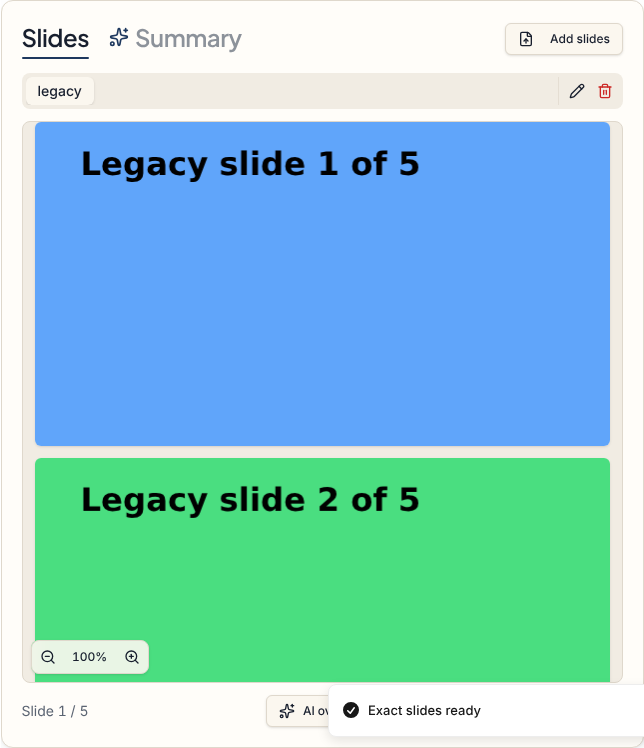 Slides
Summary
Add slides
legacy
Legacy slide 1 of 5
Legacy slide 2 of 5
100%
Slide 1 / 5
AI
Exact slides ready